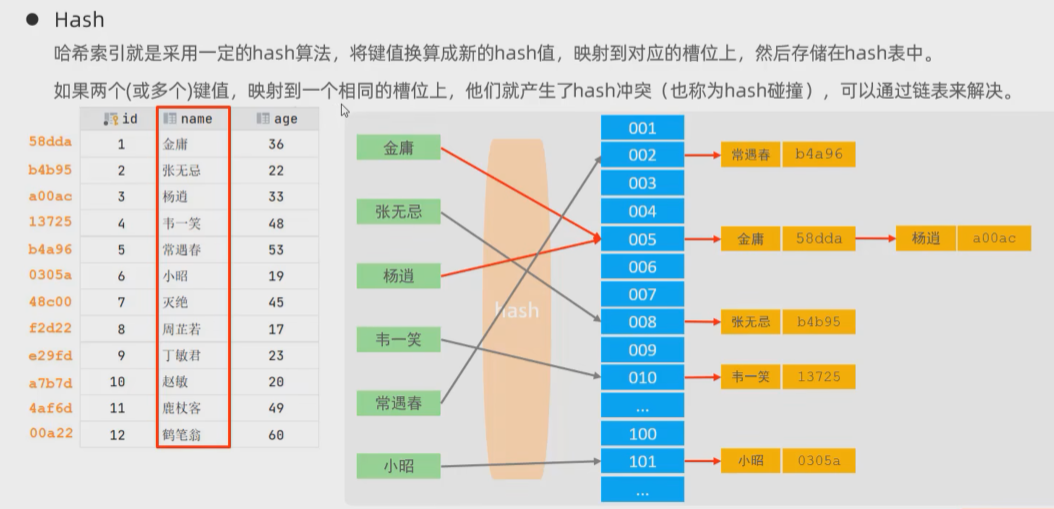 ● Hash
哈希索引就是采用一定的hash算法，将键值换算成新的hash值，映射到对应的槽位上，然后存储在hash表中。
如果两个(或多个)键值，映射到一个相同的槽位上，他们就产生了hash冲突（也称为hash碰撞），可以通过链表来解决。
id name age
58dda 1 金庸 36
b4b95 2 张无忌 22
a00ac 3 杨逍 33
13725 4 韦一笑 48
b4a96 5 常遇春 53
0305a 6 小昭 19
48c00 7 灭绝 45
f2d22 8 周芷若 17
e29fd 9 丁敏君 23
a7b7d 10 赵敏 20
4af6d 11 鹿杖客 49
00a22 12 鹤笔翁 60
金庸
张无忌
杨逍
韦一笑
常遇春
小昭
hash
001
002 常遇春 b4a96
003
004
005 金庸 58dda 杨逍 a00ac
006
007
008 张无忌 b4b95
009
010 韦一笑 13725
...
100
101 小昭 0305a
...